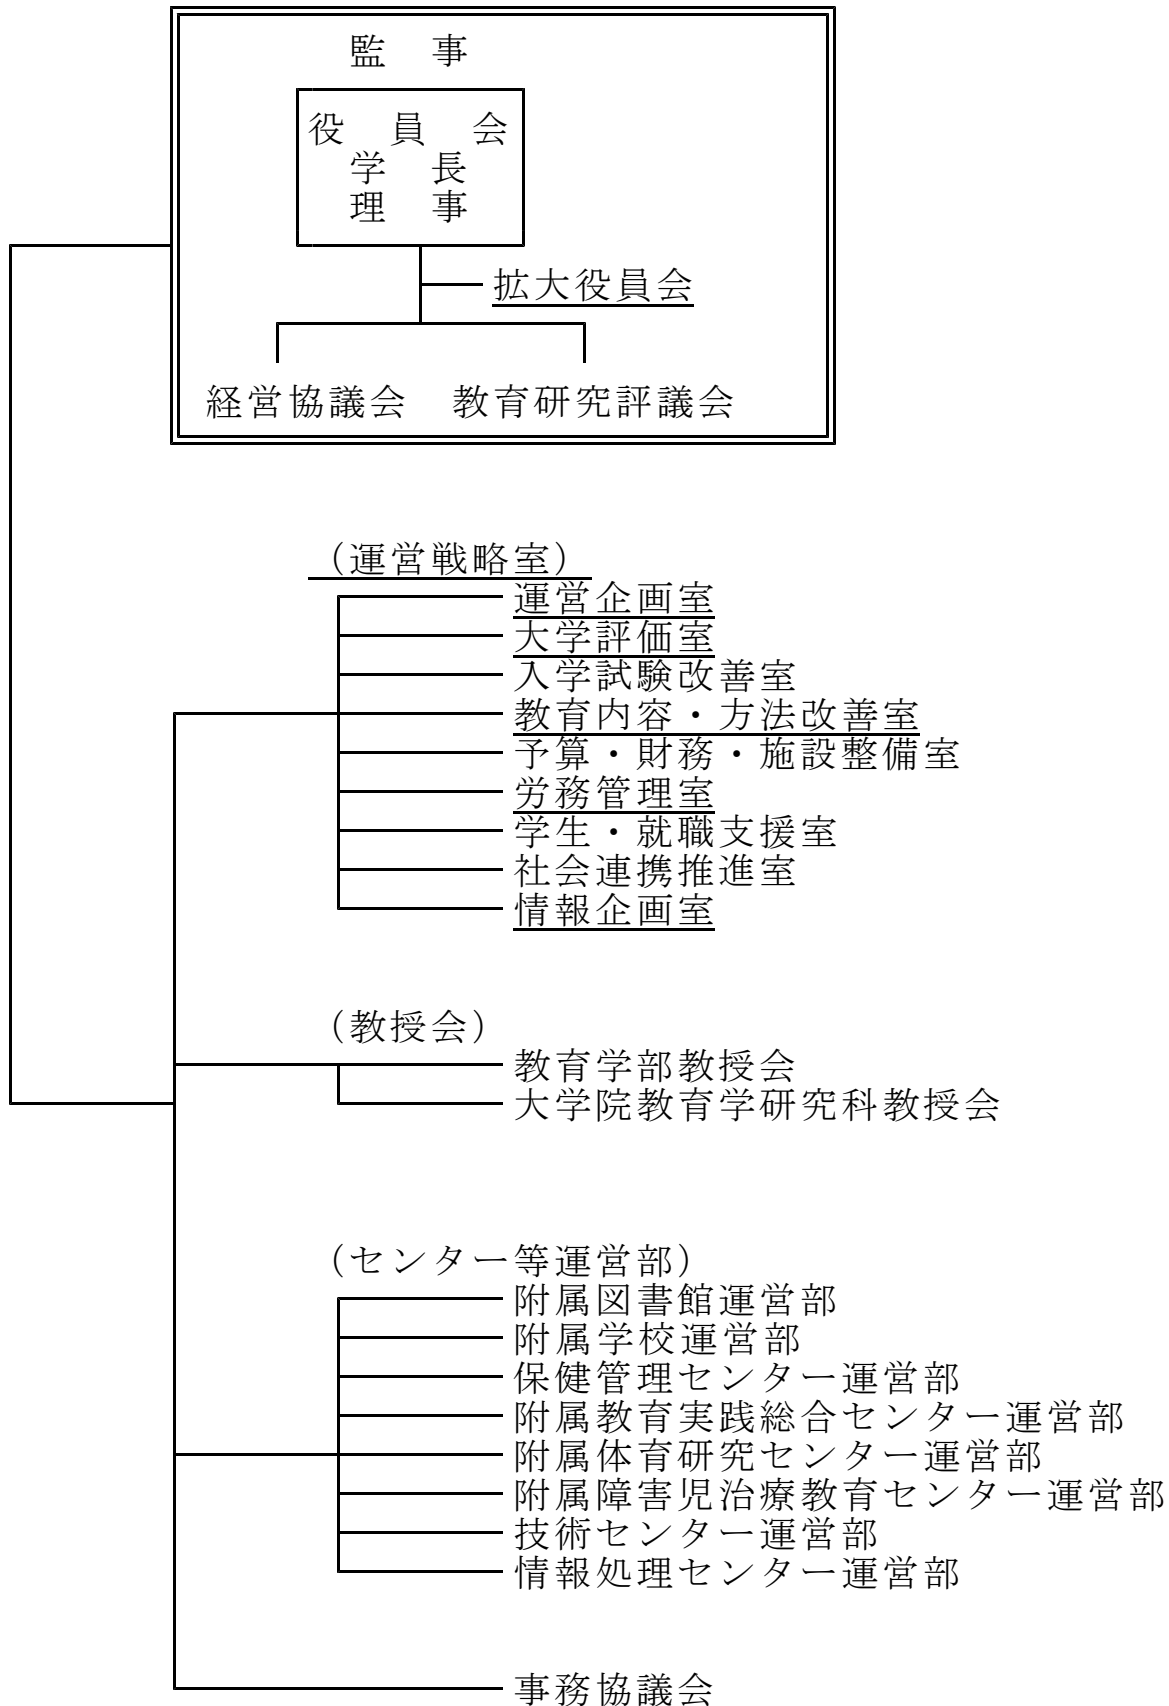 監　事
役　員　会
学　長
理　事
拡大役員会
経営協議会　教育研究評議会
（運営戦略室）
運営企画室
大学評価室
入学試験改善室
教育内容・方法改善室
予算・財務・施設整備室
労務管理室
学生・就職支援室
社会連携推進室
情報企画室
（教授会）
教育学部教授会
大学院教育学研究科教授会
（センター等運営部）
附属図書館運営部
附属学校運営部
保健管理センター運営部
附属教育実践総合センター運営部
附属体育研究センター運営部
附属障害児治療教育センター運営部
技術センター運営部
情報処理センター運営部
事務協議会